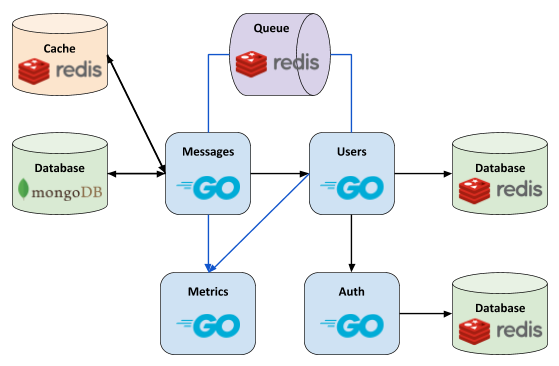 Queue
redis
Cache
redis
Messages
GO
Users
GO
Database
mongoDB
Database
redis
Metrics
GO
Auth
GO
Database
redis